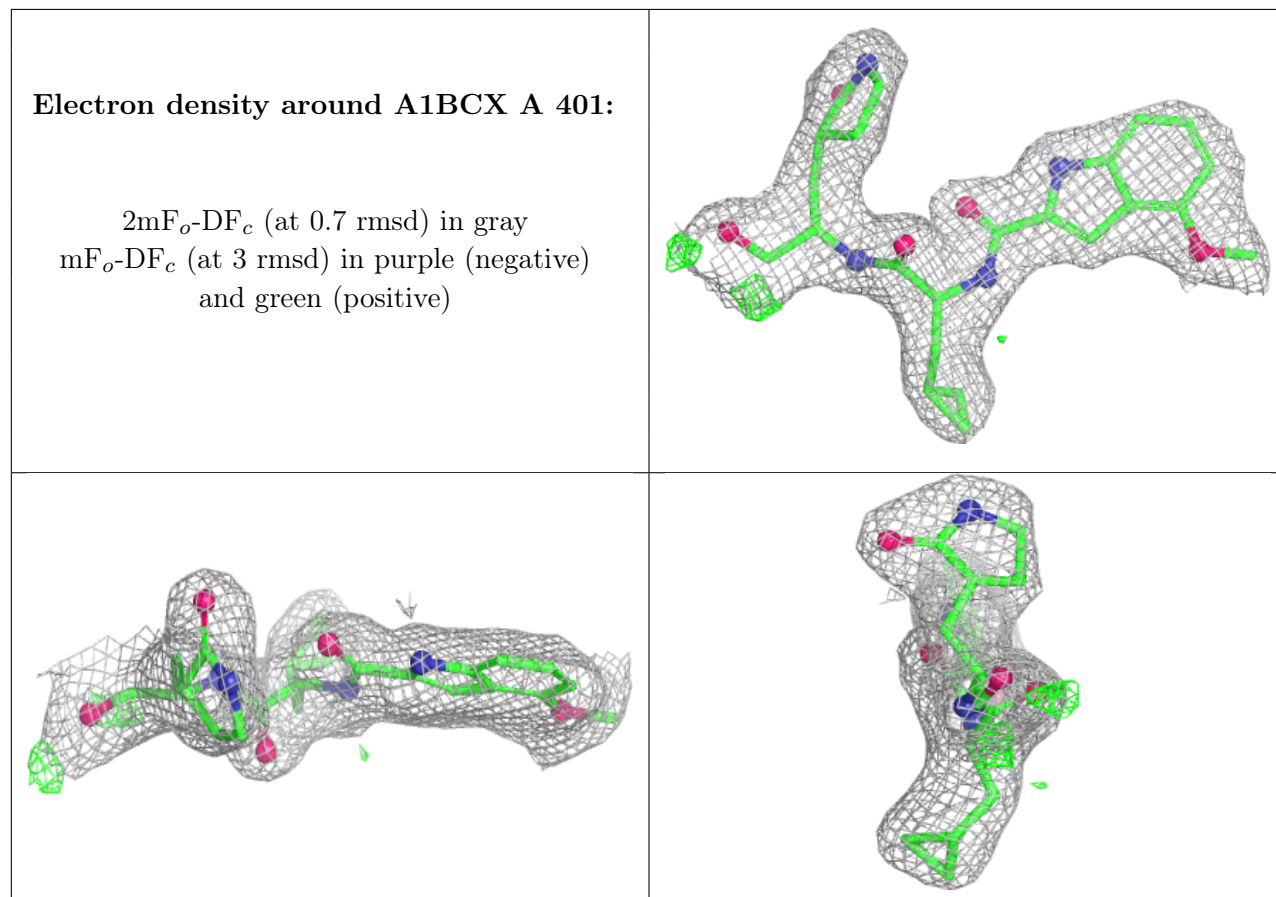 Electron density around A1BCX A 401:
2mFo-DFc (at 0.7 rmsd) in gray
mFo-DFc (at 3 rmsd) in purple (negative)
and green (positive)